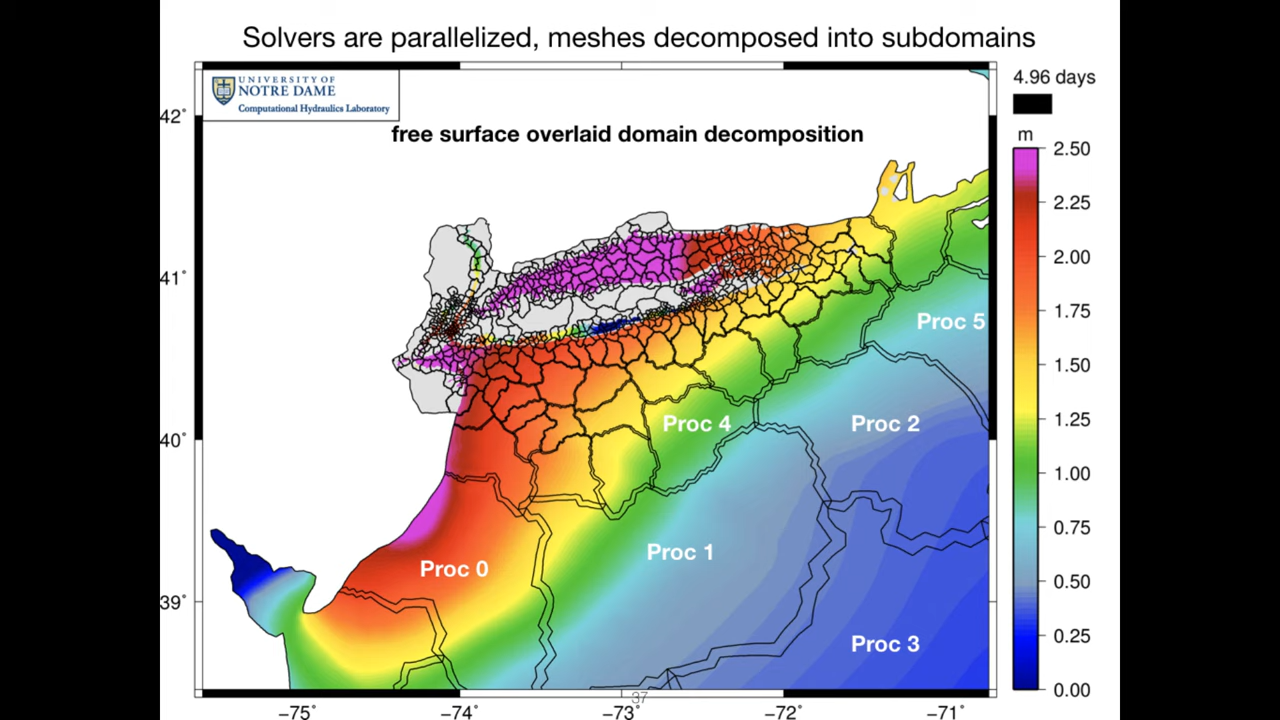 Solvers are parallelized, meshes decomposed into subdomains
UNIVERSITY OF
NOTRE DAME
Computational Hydraulics Laboratory
free surface overlaid domain decomposition
4.96 days
m
2.50
2.25
2.00
1.75
1.50
1.25
1.00
0.75
0.50
0.25
0.00
42°
41°
40°
39°
Proc 5
Proc 4
Proc 2
Proc 1
Proc 0
Proc 3
37
−75°
−74°
−73°
−72°
−71°